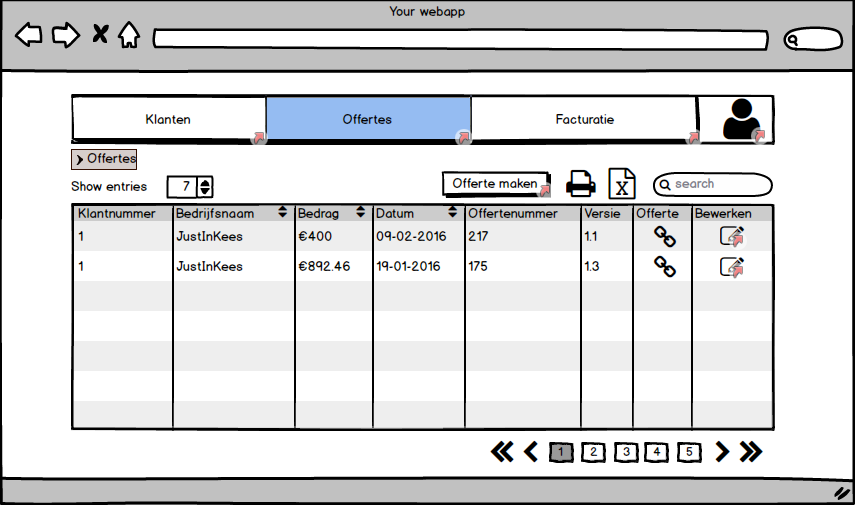 Your webapp
Klanten Offertes Facturatie
Offertes
Show entries 7 Offerte maken X search
Klantnummer Bedrijfsnaam Bedrag Datum Offertenummer Versie Offerte Bewerken
1 JustInKees €400 09-02-2016 217 1.1
1 JustInKees €892.46 19-01-2016 175 1.3
1 2 3 4 5